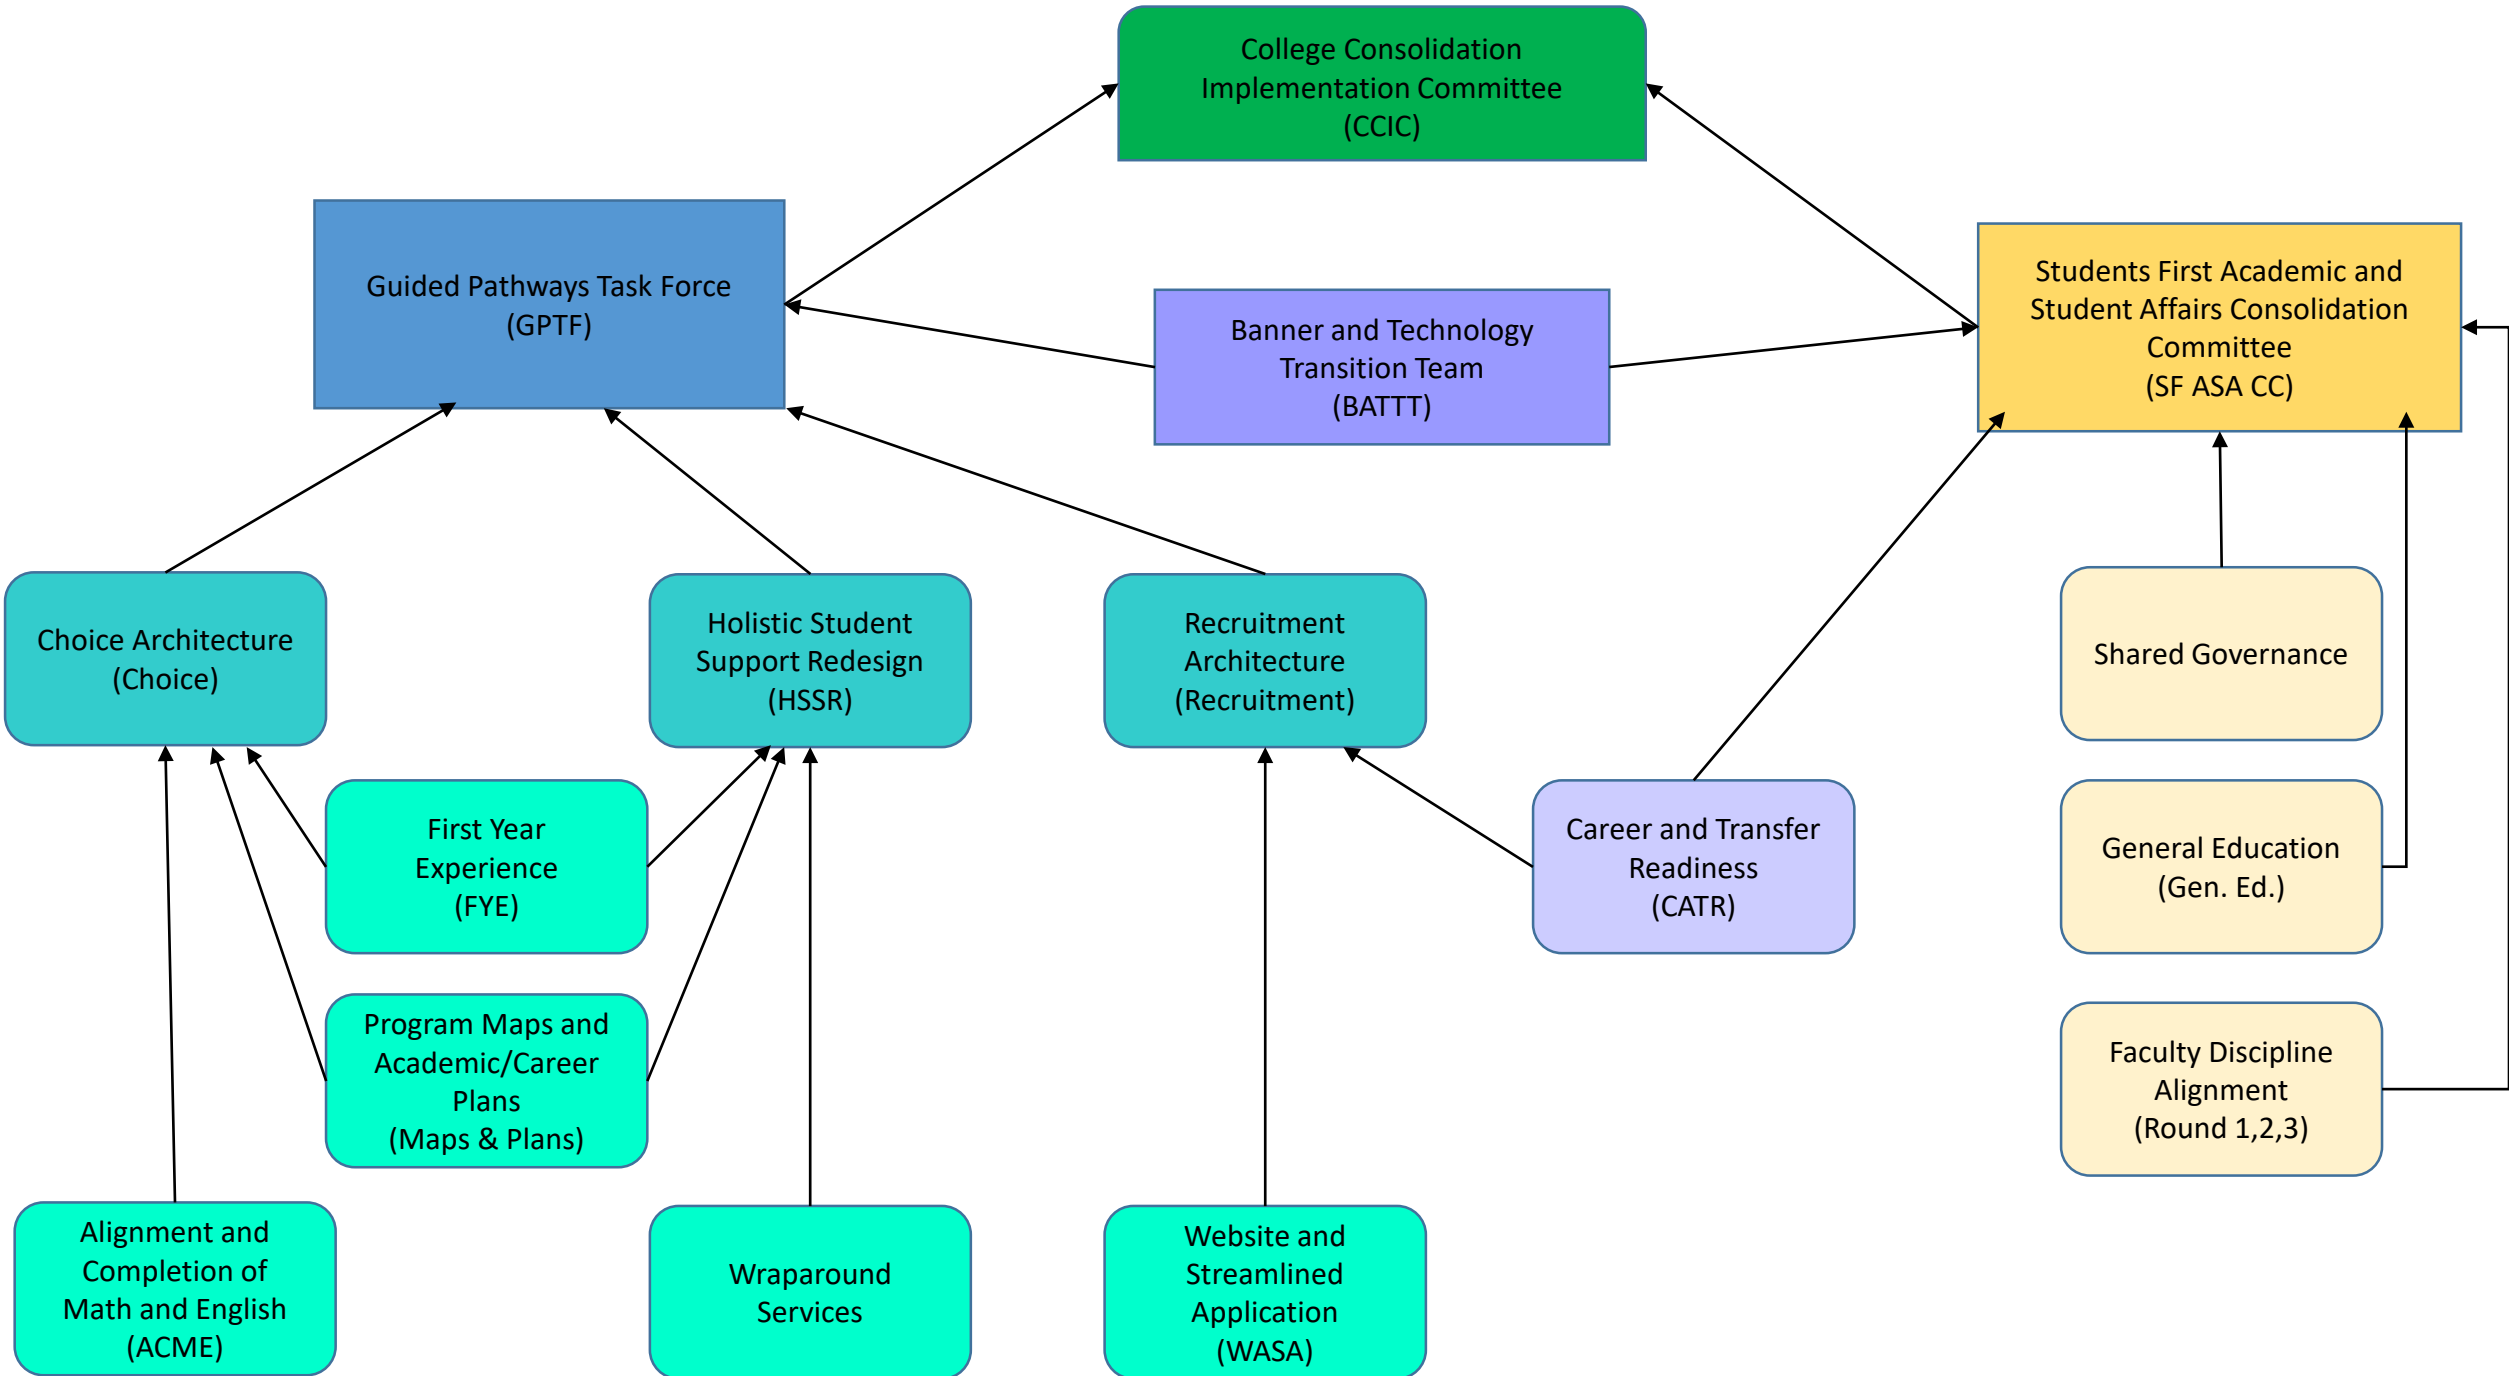 College Consolidation
Implementation Committee
(CCIC)
Guided Pathways Task Force
(GPTF)
Banner and Technology
Transition Team
(BATTT)
Students First Academic and
Student Affairs Consolidation
Committee
(SF ASA CC)
Choice Architecture
(Choice)
Holistic Student
Support Redesign
(HSSR)
Recruitment
Architecture
(Recruitment)
Shared Governance
First Year
Experience
(FYE)
Career and Transfer
Readiness
(CATR)
General Education
(Gen. Ed.)
Program Maps and
Academic/Career
Plans
(Maps & Plans)
Faculty Discipline
Alignment
(Round 1,2,3)
Alignment and
Completion of
Math and English
(ACME)
Wraparound
Services
Website and
Streamlined
Application
(WASA)